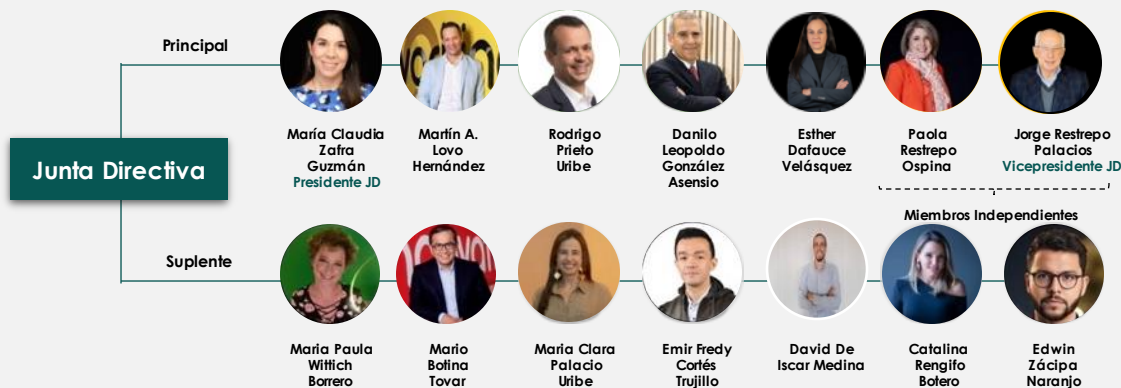 Principal
María Claudia
Zafra
Guzmán
Presidente JD
Martín A.
Lovo
Hernández
Rodrigo
Prieto
Uribe
Danilo
Leopoldo
González
Asensio
Esther
Dafauce
Velásquez
Paola
Restrepo
Ospina
Jorge Restrepo
Palacios
Vicepresidente JD
Junta Directiva
Miembros Independientes
Suplente
Maria Paula
Wittich
Borrero
Mario
Botina
Tovar
Maria Clara
Palacio
Uribe
Emir Fredy
Cortés
Trujillo
David De
Iscar Medina
Catalina
Rengifo
Botero
Edwin
Zácipa
Naranjo